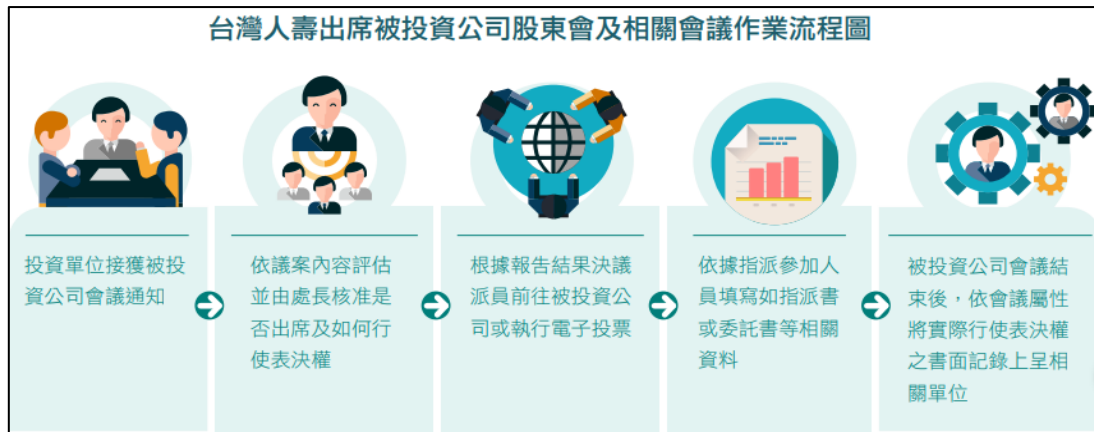 台灣人壽出席被投資公司股東會及相關會議作業流程圖
投資單位接獲被投
資公司會議通知
依議案內容評估
並由處長核准是
否出席及如何行
使表決權
根據報告結果決議
派員前往被投資公
司或執行電子投票
依據指派參加人
員填寫如指派書
或委託書等相關
資料
被投資公司會議結
束後，依會議屬性
將實際行使表決權
之書面記錄上呈相
關單位